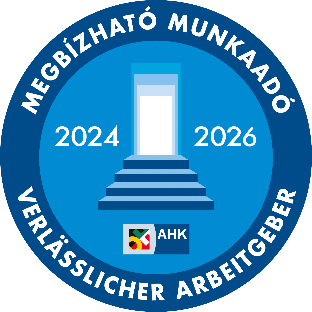 MEGBÍZHATÓ MUNKAADÓ
2024 2026
AHK
VERLÄSSLICHER ARBEITGEBER